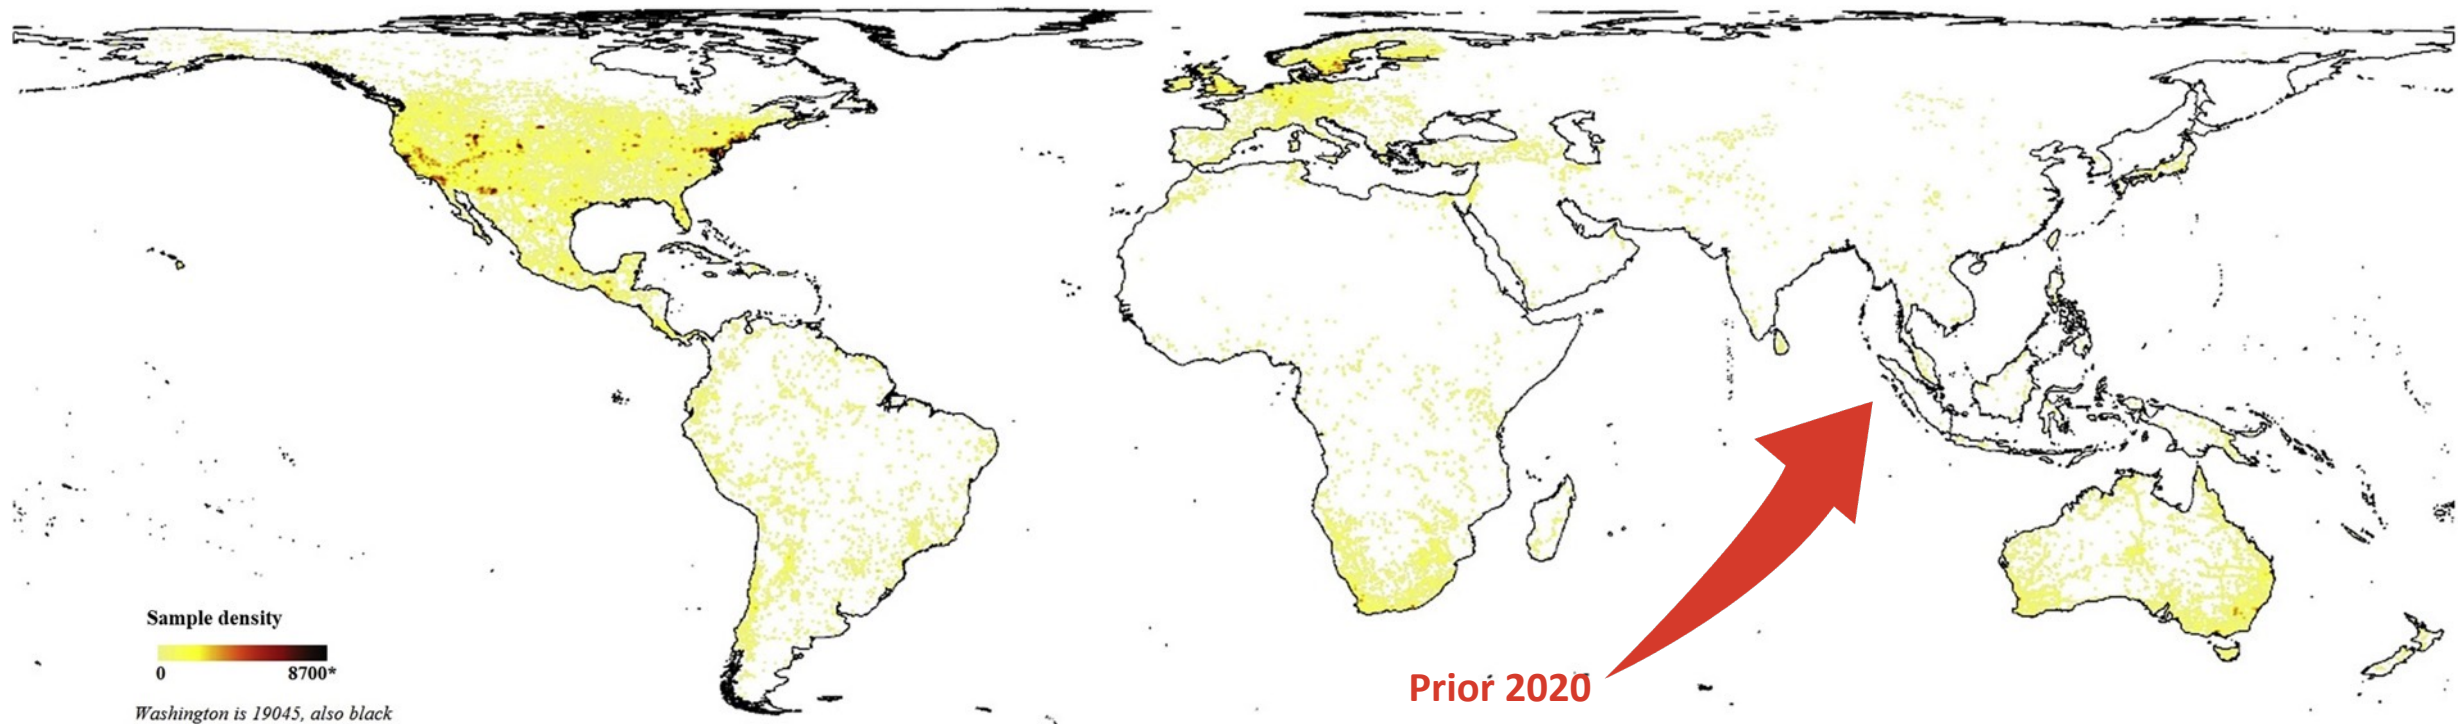 Sample density
0 8700*
Washington is 19045, also black
Prior 2020